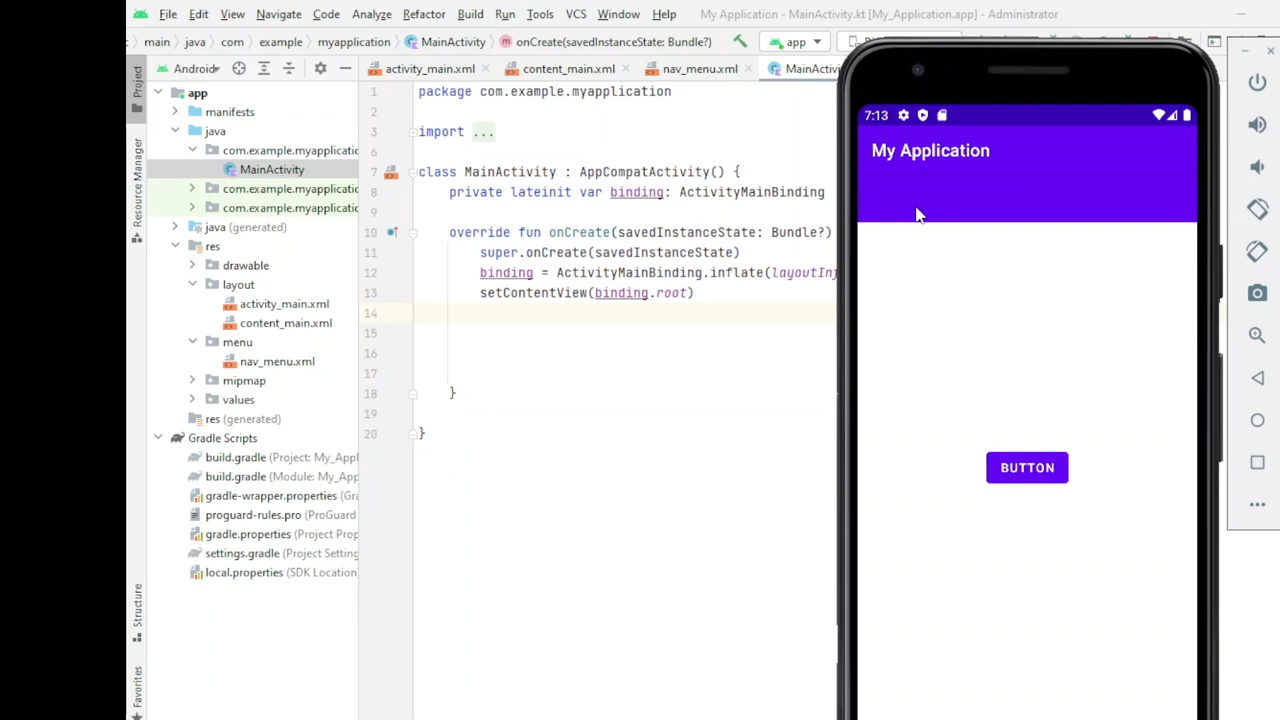 File Edit View Navigate Code Analyze Refactor Build Run Tools VCS Window Help My Application - MainActivity.kt [My_Application.app] - Administrator
main java com example myapplication MainActivity onCreate(savedInstanceState: Bundle?) app
Android activity_main.xml content_main.xml nav_menu.xml MainActivi
Project
Resource Manager
Structure
Favorites
app
manifests
java
com.example.myapplicatic
MainActivity
com.example.myapplicatic
com.example.myapplicatic
java (generated)
res
drawable
layout
activity_main.xml
content_main.xml
menu
nav_menu.xml
mipmap
values
res (generated)
Gradle Scripts
build.gradle (Project: My_Appl
build.gradle (Module: My_App
gradle-wrapper.properties (Gra
proguard-rules.pro (ProGuard
gradle.properties (Project Prop
settings.gradle (Project Setting
local.properties (SDK Location)
1 package com.example.myapplication
2
3 import ...
6
7 class MainActivity : AppCompatActivity() {
8 private lateinit var binding: ActivityMainBinding
9
10 override fun onCreate(savedInstanceState: Bundle?)
11 super.onCreate(savedInstanceState)
12 binding = ActivityMainBinding.inflate(layoutInf
13 setContentView(binding.root)
14
15
16
17
18 }
19
20 }
7:13
My Application
BUTTON